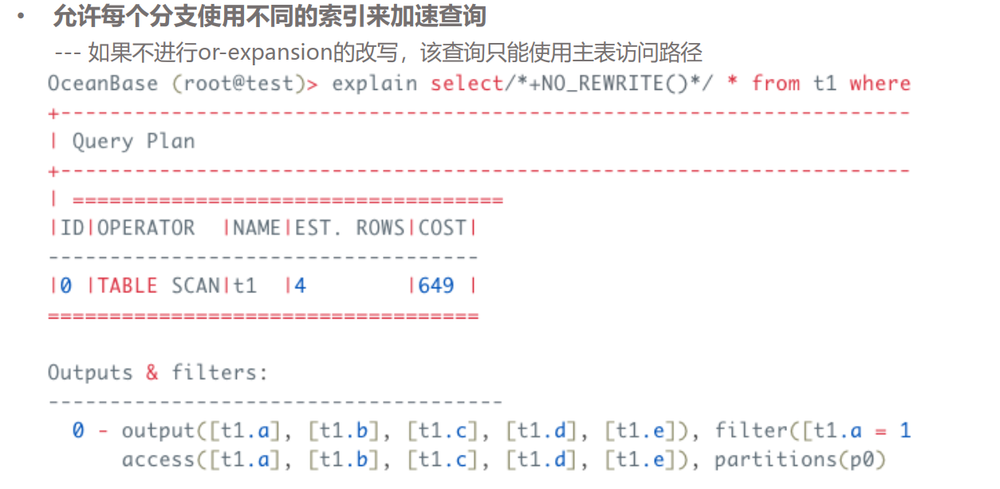 • 允许每个分支使用不同的索引来加速查询
--- 如果不进行or-expansion的改写，该查询只能使用主表访问路径
OceanBase (root@test)> explain select/*+NO_REWRITE()*/ * from t1 where
+----------------------------------------------------------------------
| Query Plan
+----------------------------------------------------------------------
| ===================================
|ID|OPERATOR  |NAME|EST. ROWS|COST|
-----------------------------------
|0 |TABLE SCAN|t1  |4        |649 |
===================================
Outputs & filters:
-------------------------------------
  0 - output([t1.a], [t1.b], [t1.c], [t1.d], [t1.e]), filter([t1.a = 1
      access([t1.a], [t1.b], [t1.c], [t1.d], [t1.e]), partitions(p0)